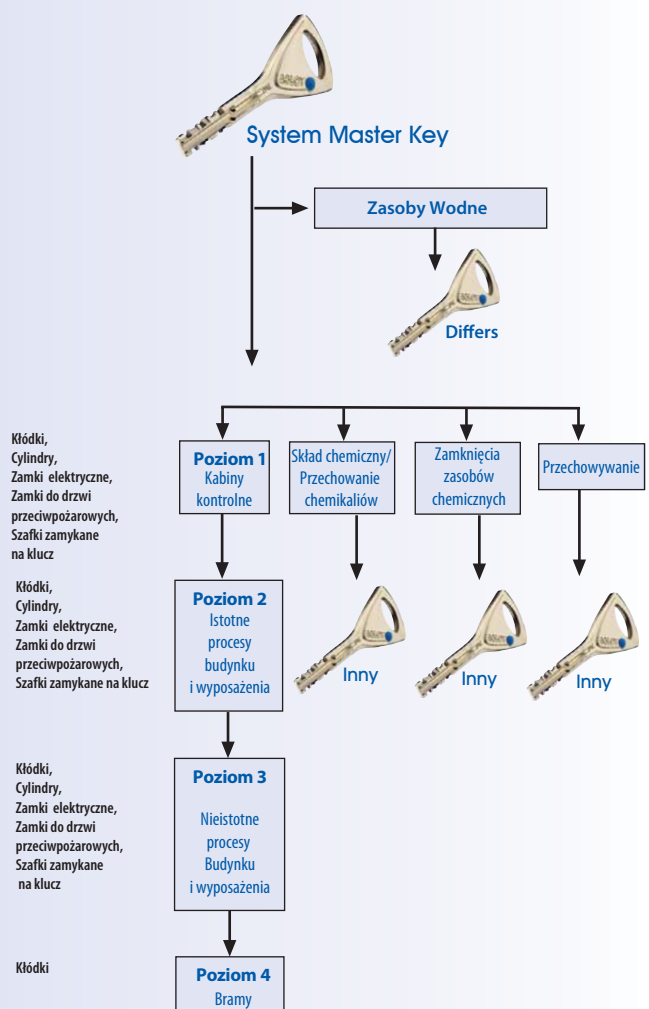 System Master Key
Zasoby Wodne
Differs
Kłódki,
Cylindry,
Zamki elektryczne,
Zamki do drzwi
przeciwpożarowych,
Szafki zamykane
na klucz
Poziom 1
Kabiny
kontrolne
Skład chemiczny/
Przechowanie
chemikaliów
Zamknięcia
zasobów
chemicznych
Przechowywanie
Kłódki,
Cylindry,
Zamki elektryczne,
Zamki do drzwi
przeciwpożarowych,
Szafki zamykane na klucz
Poziom 2
Istotne
procesy
budynku
i wyposażenia
Inny
Inny
Inny
Kłódki,
Cylindry,
Zamki elektryczne,
Zamki do drzwi
przeciwpożarowych,
Szafki zamykane
na klucz
Poziom 3
Nieistotne
procesy
Budynku
i wyposażenia
Kłódki
Poziom 4
Bramy